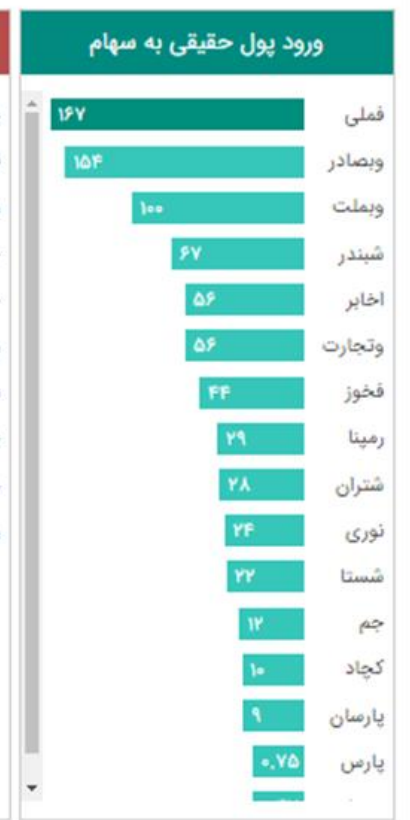 ورود پول حقیقی به سهام
فملی ۱۶۷
وبصادر ۱۵۴
وبملت ۱۰۰
شبندر ۶۷
اخابر ۵۶
وتجارت ۵۶
فخوز ۴۴
رمپنا ۲۹
شتران ۲۸
نوری ۲۴
شستا ۲۲
جم ۱۲
کچاد ۱۰
پارسان ۹
پارس ۰.۷۵